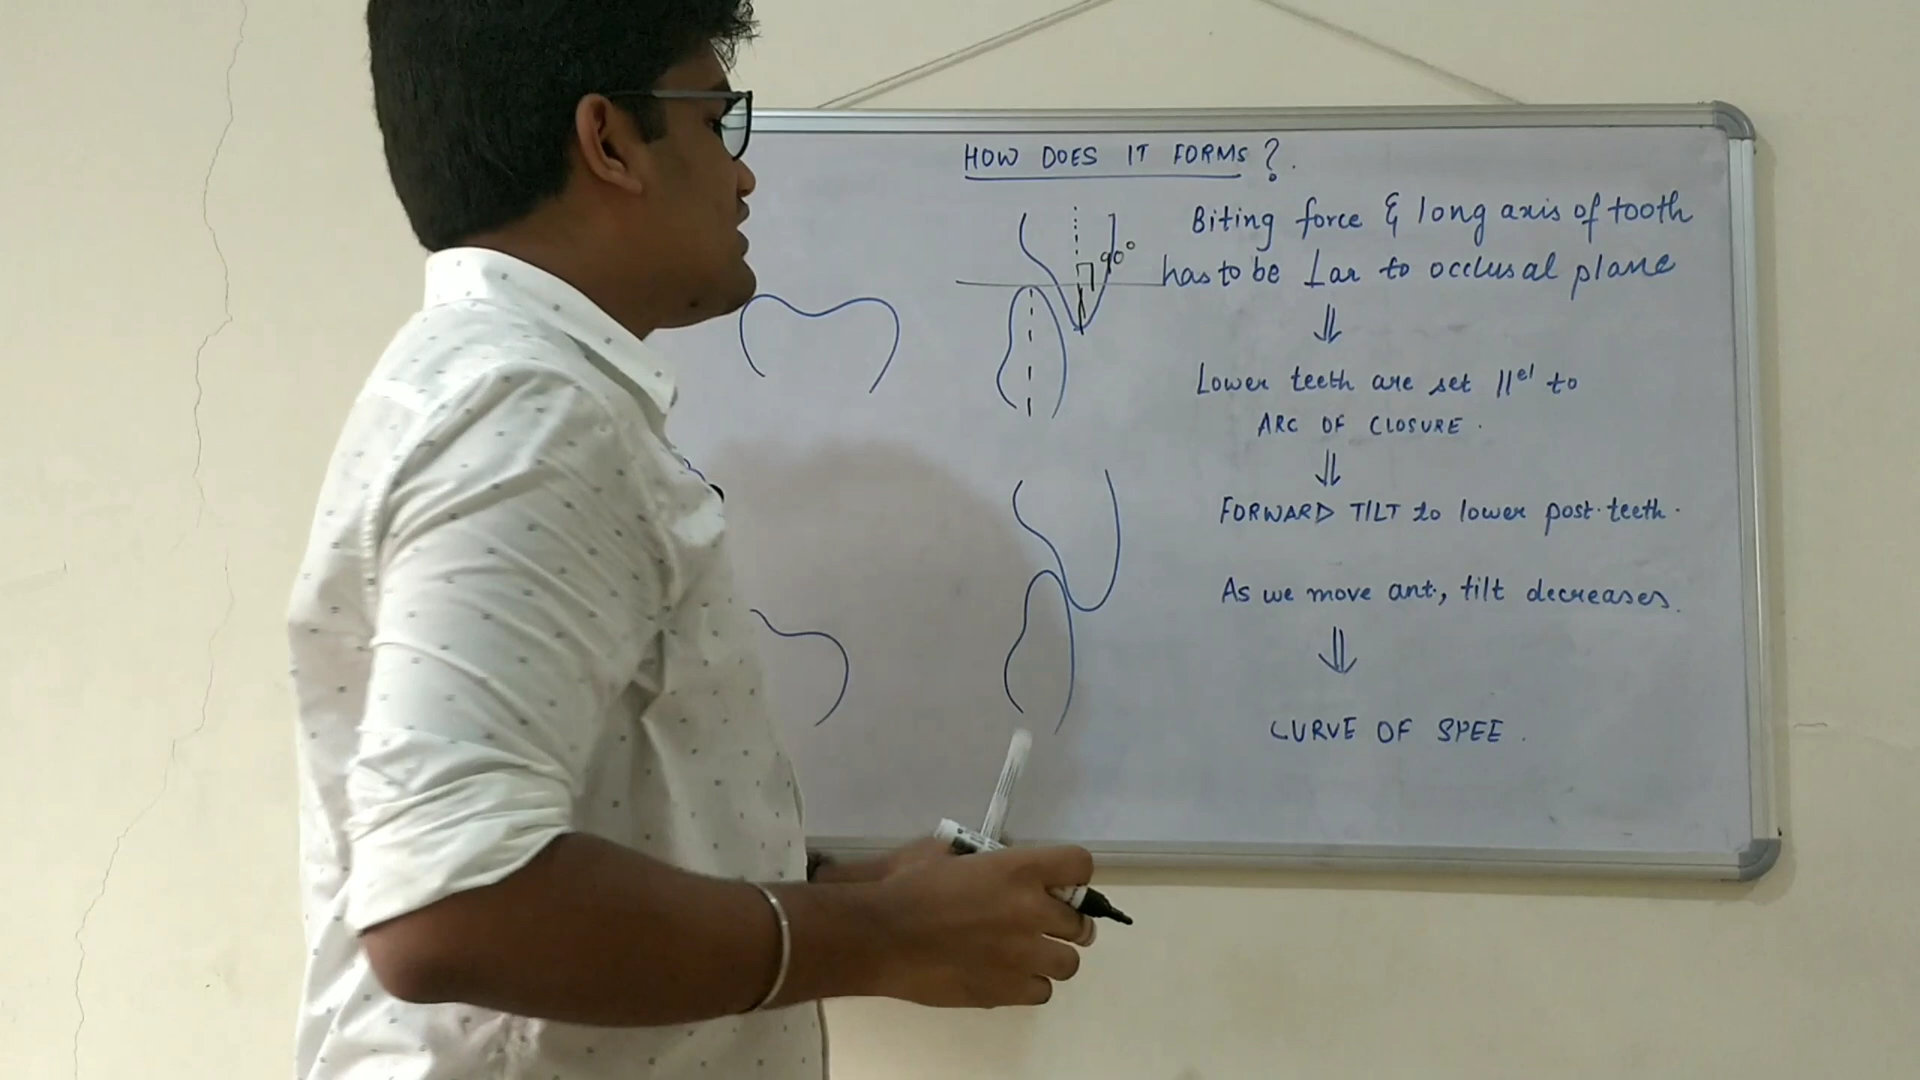 HOW DOES IT FORMS ?.
90°
Biting force & long axis of tooth
has to be ⊥ar to occlusal plane
⇓
Lower teeth are set ||el to
ARC OF CLOSURE .
⇓
FORWARD TILT to lower post. teeth.
As we move ant., tilt decreases.
⇓
CURVE OF SPEE .